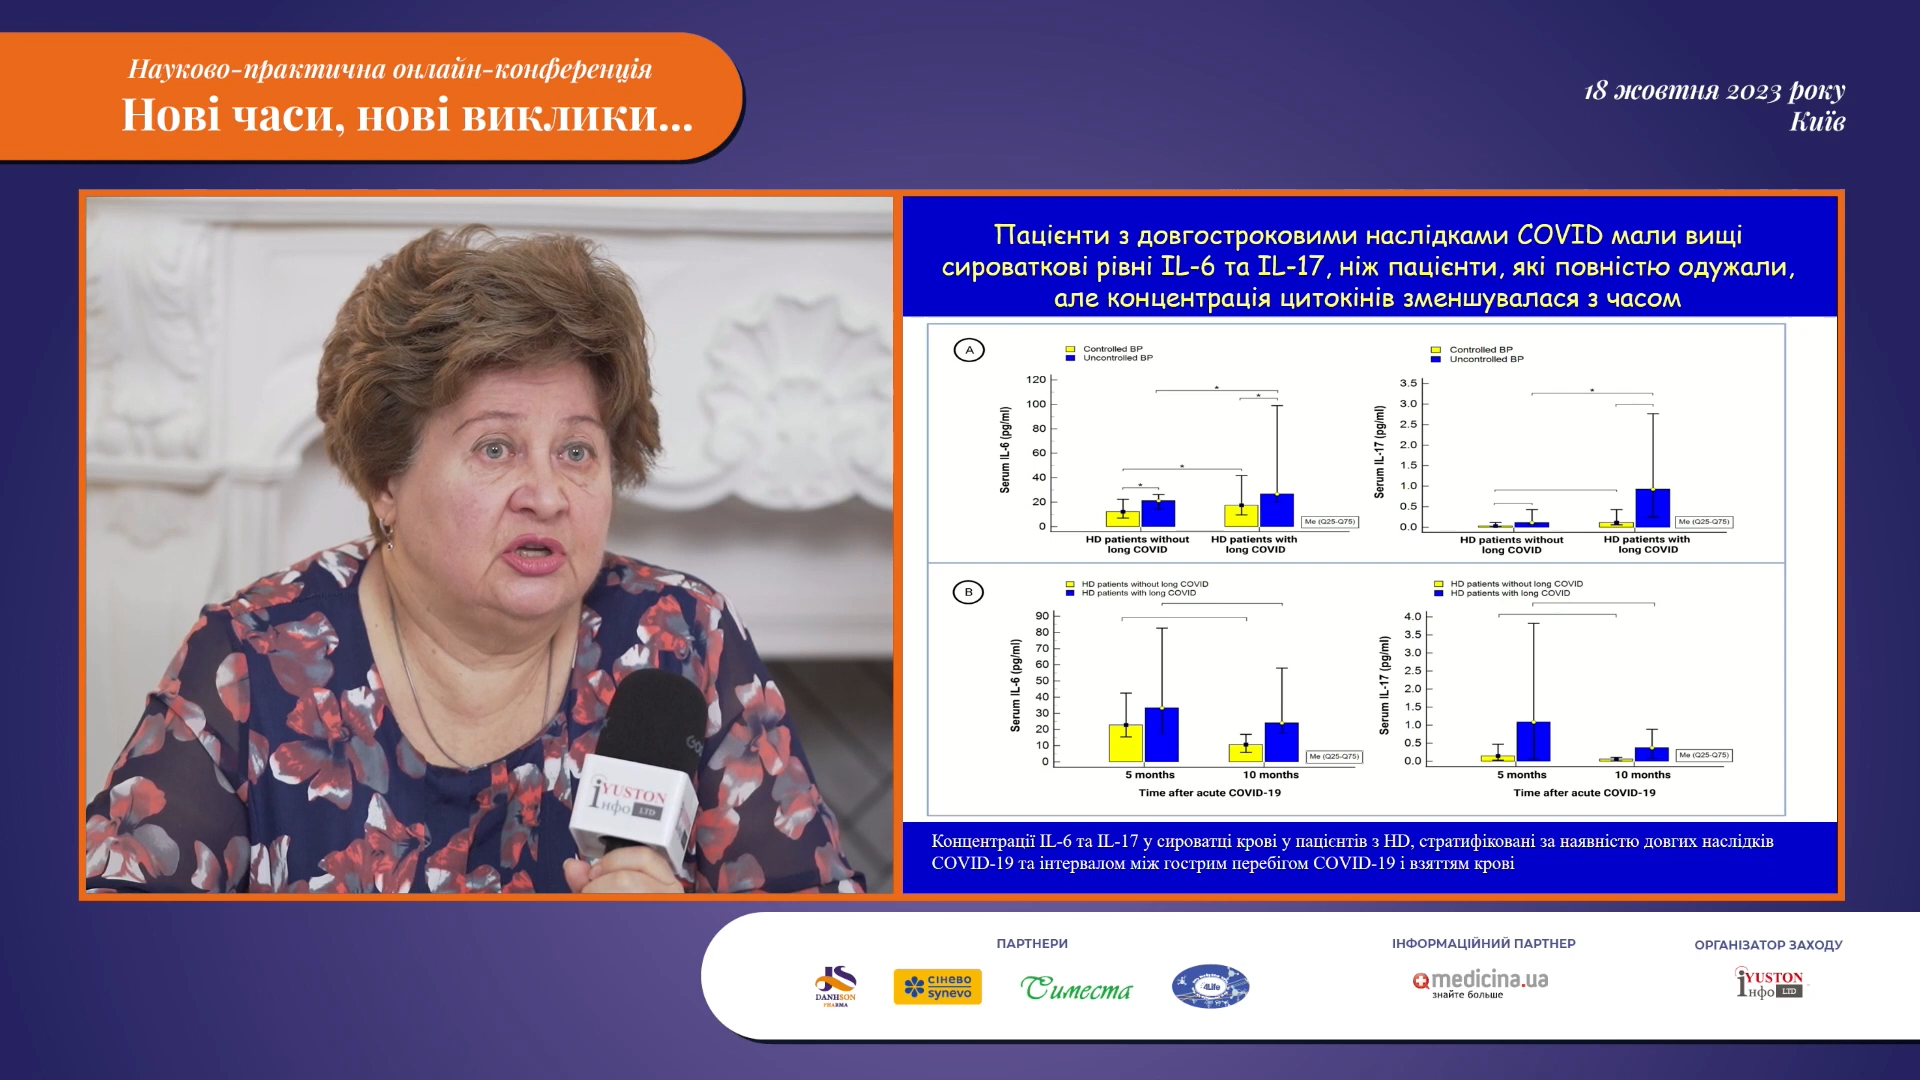 Науково-практична онлайн-конференція
Нові часи, нові виклики...
18 жовтня 2023 року
Київ
Пацієнти з довгостроковими наслідками COVID мали вищі
сироваткові рівні IL-6 та IL-17, ніж пацієнти, які повністю одужали,
але концентрація цитокінів зменшувалася з часом
A
Controlled BP
Uncontrolled BP
Serum IL-6 (pg/ml)
120
100
80
60
40
20
0
*
*
*
*
Me (Q25-Q75)
HD patients without
long COVID
HD patients with
long COVID
Controlled BP
Uncontrolled BP
Serum IL-17 (pg/ml)
3.5
3.0
2.5
2.0
1.5
1.0
0.5
0.0
*
Me (Q25-Q75)
HD patients without
long COVID
HD patients with
long COVID
B
HD patients without long COVID
HD patients with long COVID
Serum IL-6 (pg/ml)
90
80
70
60
50
40
30
20
10
0
Me (Q25-Q75)
5 months
10 months
Time after acute COVID-19
HD patients without long COVID
HD patients with long COVID
Serum IL-17 (pg/ml)
4.0
3.5
3.0
2.5
2.0
1.5
1.0
0.5
0.0
Me (Q25-Q75)
5 months
10 months
Time after acute COVID-19
Концентрації IL-6 та IL-17 у сироватці крові у пацієнтів з HD, стратифіковані за наявністю довгих наслідків
COVID-19 та інтервалом між гострим перебігом COVID-19 і взяттям крові
YUSTON
інфо LTD
ПАРТНЕРИ
DANHSON
PHARMA
сінево
synevo
Симеста
4Life
ІНФОРМАЦІЙНИЙ ПАРТНЕР
medicina.ua
знайте більше
ОРГАНІЗАТОР ЗАХОДУ
YUSTON
інфо LTD